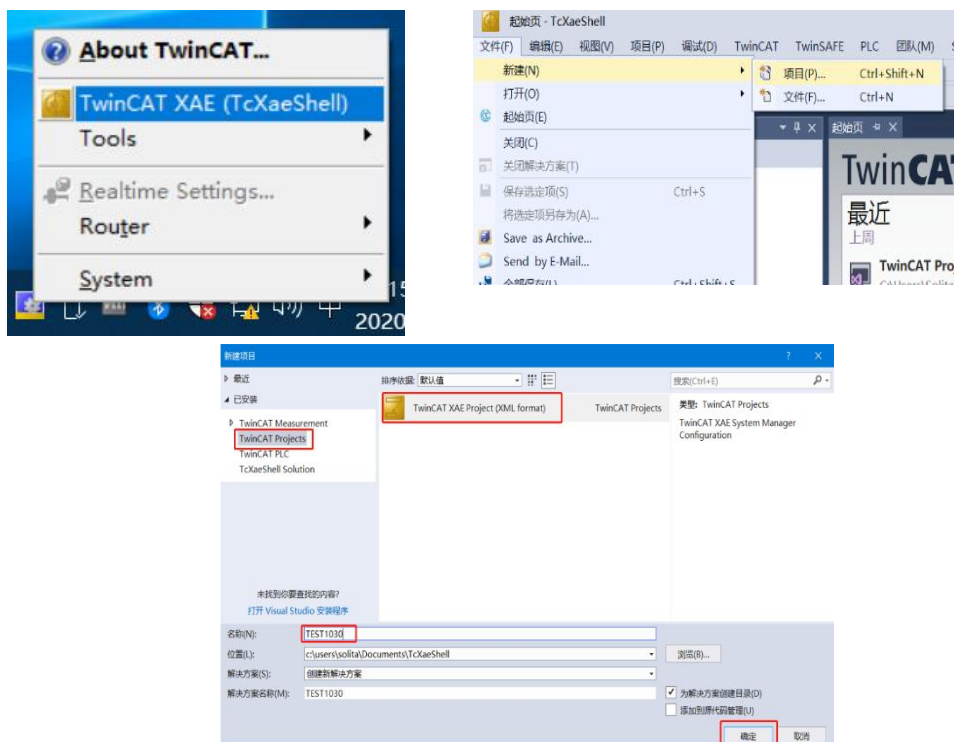 About TwinCAT...
TwinCAT XAE (TcXaeShell)
Tools
Realtime Settings...
Router
System
中
15
2020
起始页 - TcXaeShell
文件(F) 编辑(E) 视图(V) 项目(P) 调试(D) TwinCAT TwinSAFE PLC 团队(M)
新建(N)
项目(P)... Ctrl+Shift+N
打开(O)
文件(F)... Ctrl+N
起始页(E)
起始页
关闭(C)
关闭解决方案(T)
保存选定项(S) Ctrl+S
将选定项另存为(A)...
Save as Archive...
Send by E-Mail...
全部保存(L) Ctrl+Shift+S
TwinCAT
最近
上周
TwinCAT Pro
新建项目
最近
排序依据: 默认值
搜索(Ctrl+E)
已安装
TwinCAT Measurement
TwinCAT Projects
TwinCAT PLC
TcXaeShell Solution
TwinCAT XAE Project (XML format) TwinCAT Projects
类型: TwinCAT Projects
TwinCAT XAE System Manager
Configuration
未找到你要查找的内容?
打开 Visual Studio 安装程序
名称(N): TEST1030
位置(L): c:\users\solita\Documents\TcXaeShell 浏览(B)...
解决方案(S): 创建新解决方案
解决方案名称(M): TEST1030
为解决方案创建目录(D)
添加到源代码管理(U)
确定 取消